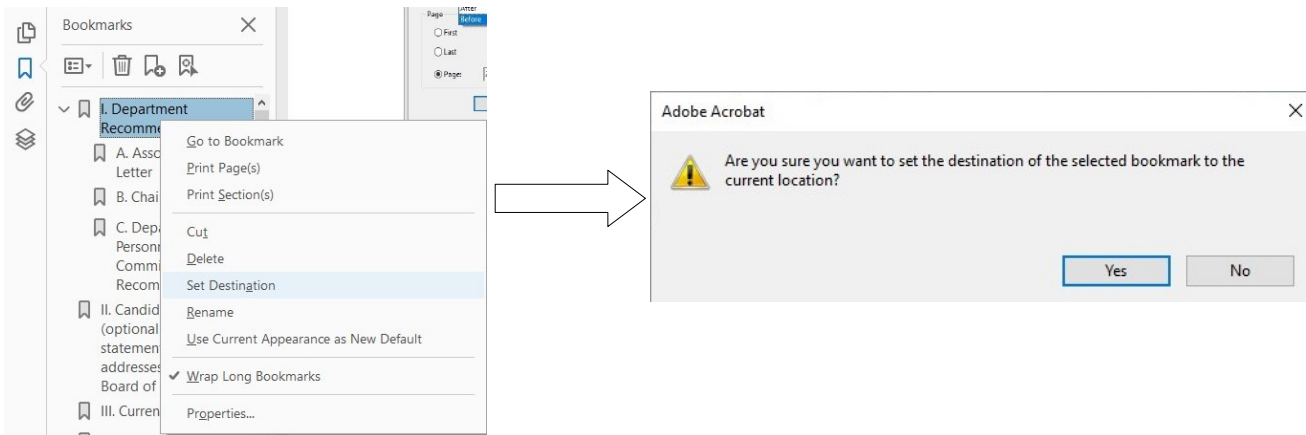 Bookmarks
I. Department
Recomme
A. Asso
Letter
B. Chai
C. Depa
Personn
Commi
Recom
II. Candid
(optional
statemen
addresses
Board of
III. Curren
Go to Bookmark
Print Page(s)
Print Section(s)
Cut
Delete
Set Destination
Rename
Use Current Appearance as New Default
Wrap Long Bookmarks
Properties...
After
Page
Before
First
Last
Page:
Adobe Acrobat
Are you sure you want to set the destination of the selected bookmark to the
current location?
Yes
No